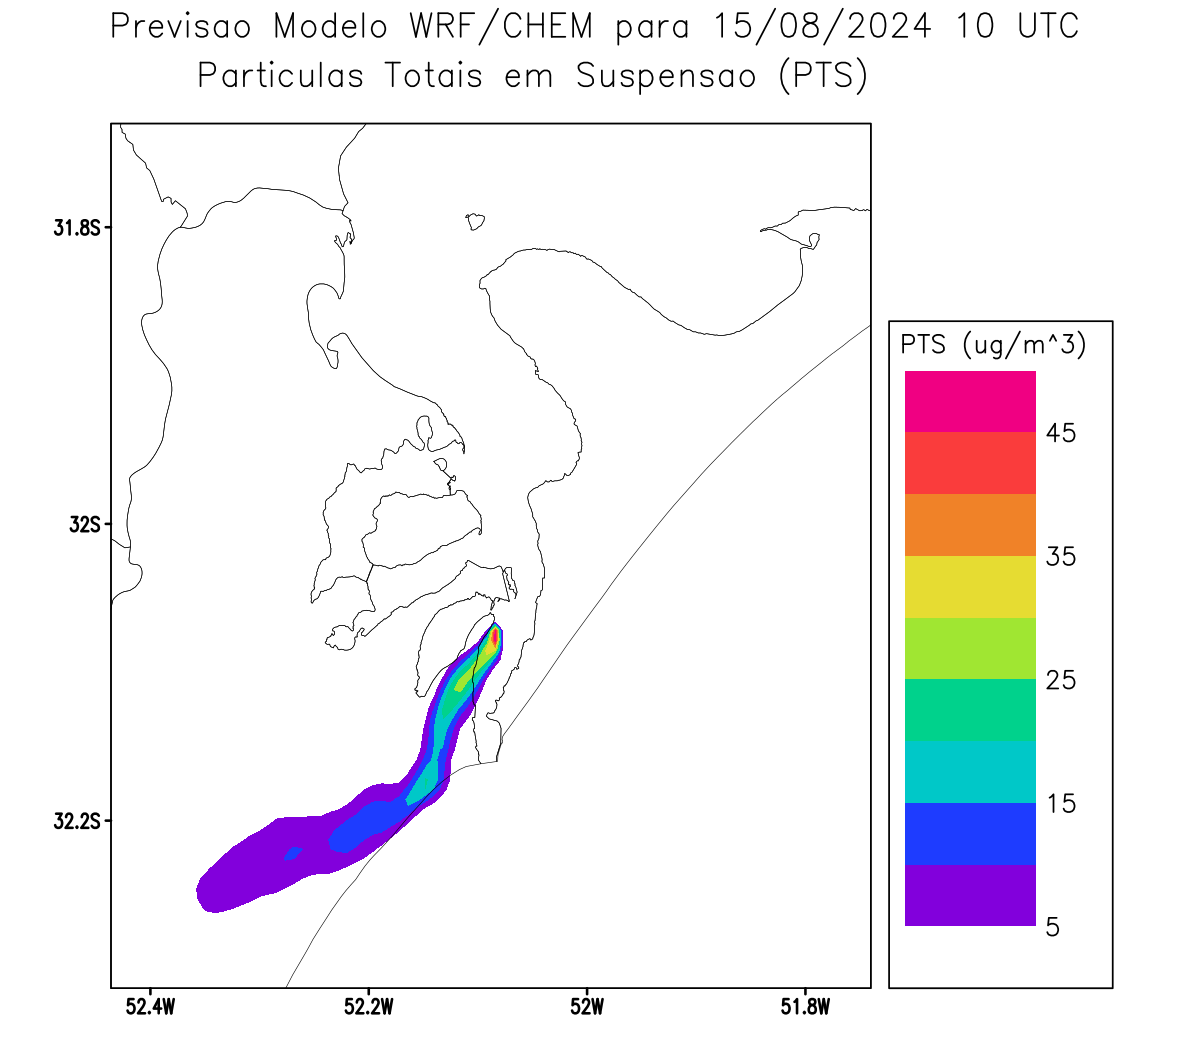 Previsao Modelo WRF/CHEM para 15/08/2024 10 UTC
Particulas Totais em Suspensao (PTS)
31.8S
32S
32.2S
52.4W
52.2W
52W
51.8W
PTS (ug/m^3)
45
35
25
15
5